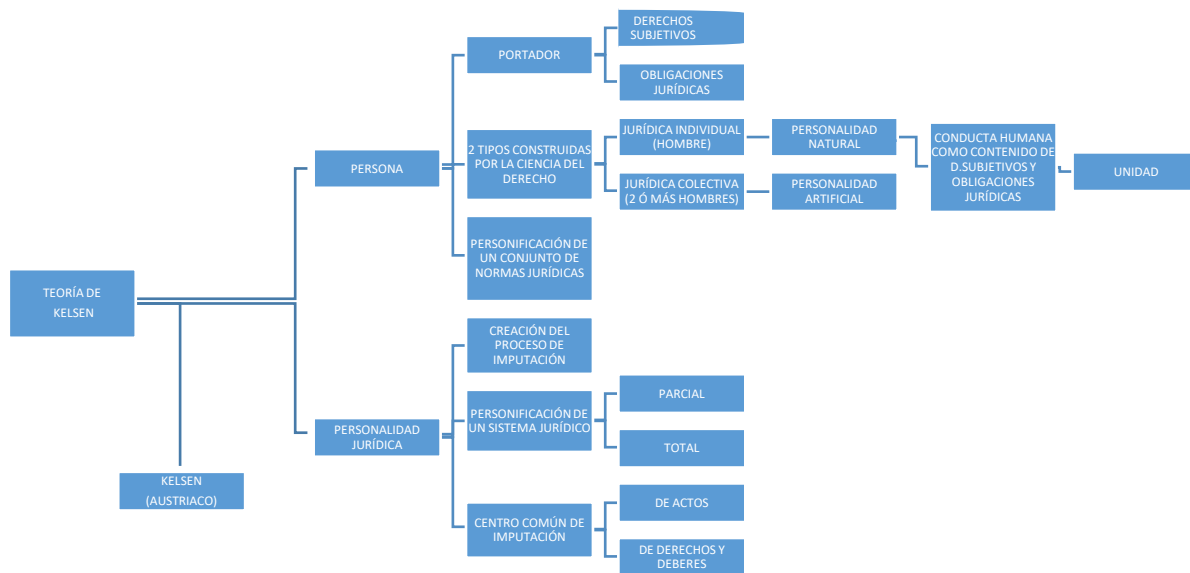 TEORÍA DE
KELSEN
KELSEN
(AUSTRIACO)
PERSONA
PORTADOR
DERECHOS
SUBJETIVOS
OBLIGACIONES
JURÍDICAS
2 TIPOS CONSTRUIDAS
POR LA CIENCIA DEL
DERECHO
JURÍDICA INDIVIDUAL
(HOMBRE)
PERSONALIDAD
NATURAL
CONDUCTA HUMANA
COMO CONTENIDO DE
D.SUBJETIVOS Y
OBLIGACIONES
JURÍDICAS
UNIDAD
JURÍDICA COLECTIVA
(2 Ó MÁS HOMBRES)
PERSONALIDAD
ARTIFICIAL
PERSONIFICACIÓN DE
UN CONJUNTO DE
NORMAS JURÍDICAS
PERSONALIDAD
JURÍDICA
CREACIÓN DEL
PROCESO DE
IMPUTACIÓN
PERSONIFICACIÓN DE
UN SISTEMA JURÍDICO
PARCIAL
TOTAL
CENTRO COMÚN DE
IMPUTACIÓN
DE ACTOS
DE DERECHOS Y
DEBERES